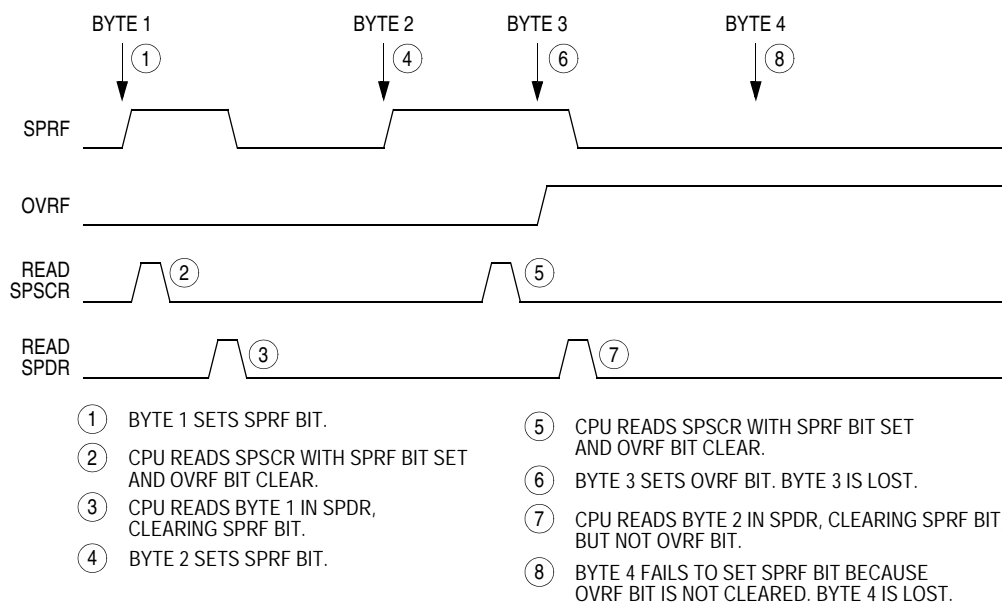 BYTE 1 BYTE 2 BYTE 3 BYTE 4
1 4 6 8
SPRF
OVRF
READ
SPSCR
2 5
READ
SPDR
3 7
1 BYTE 1 SETS SPRF BIT.
2 CPU READS SPSCR WITH SPRF BIT SET
AND OVRF BIT CLEAR.
3 CPU READS BYTE 1 IN SPDR,
CLEARING SPRF BIT.
4 BYTE 2 SETS SPRF BIT.
5 CPU READS SPSCR WITH SPRF BIT SET
AND OVRF BIT CLEAR.
6 BYTE 3 SETS OVRF BIT. BYTE 3 IS LOST.
7 CPU READS BYTE 2 IN SPDR, CLEARING SPRF BIT
BUT NOT OVRF BIT.
8 BYTE 4 FAILS TO SET SPRF BIT BECAUSE
OVRF BIT IS NOT CLEARED. BYTE 4 IS LOST.